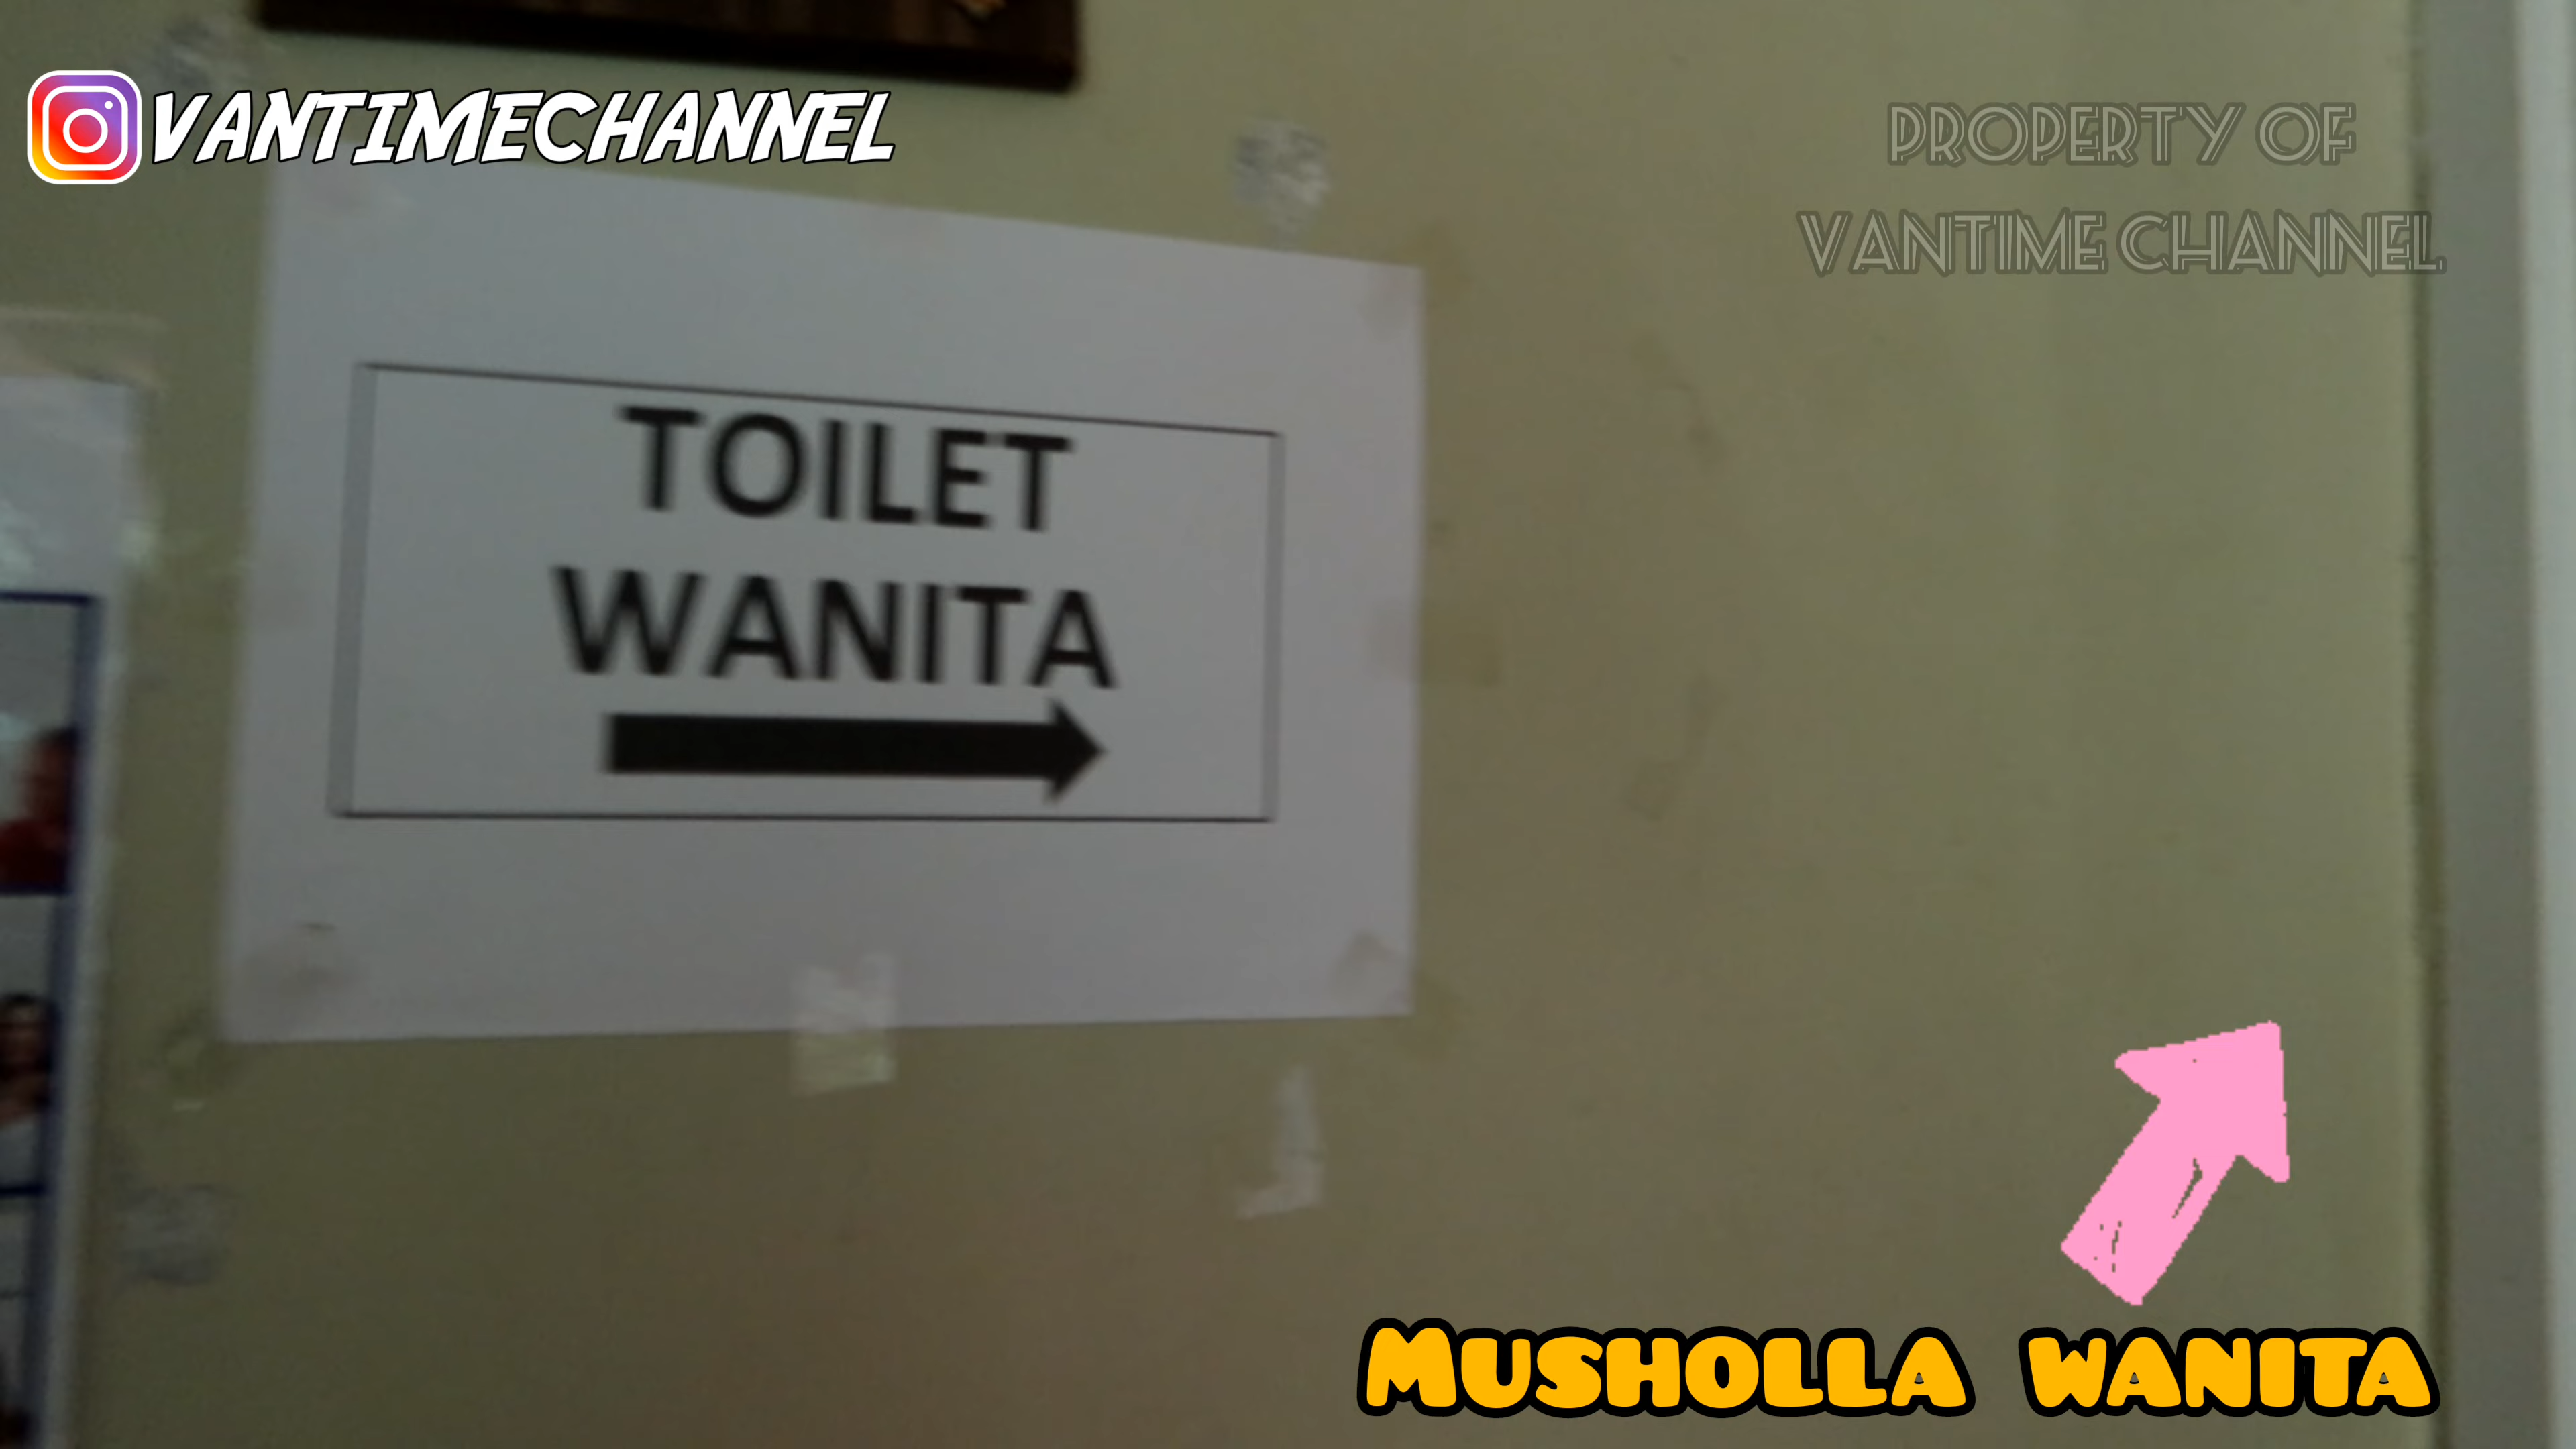 VANTIMECHANNEL
PROPERTY OF
VANTIME CHANNEL
TOILET
WANITA
MUSHOLLA WANITA